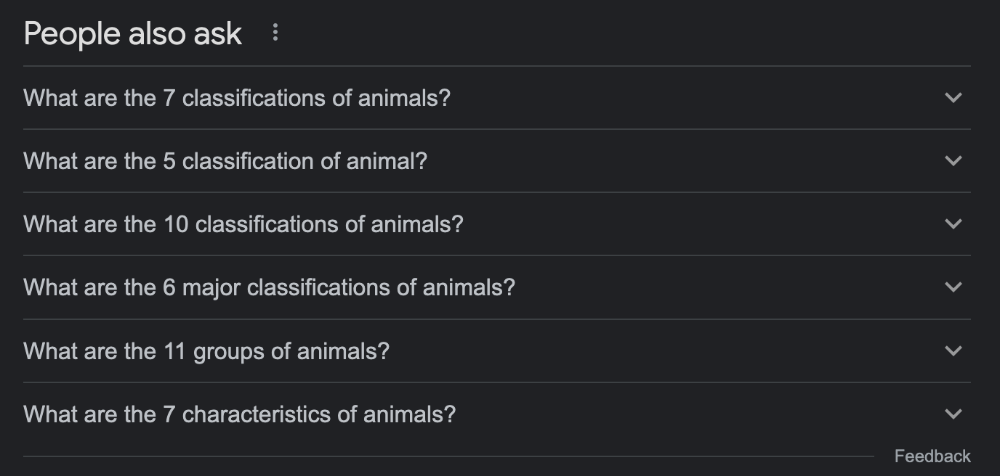 People also ask
What are the 7 classifications of animals?
What are the 5 classification of animal?
What are the 10 classifications of animals?
What are the 6 major classifications of animals?
What are the 11 groups of animals?
What are the 7 characteristics of animals?
Feedback